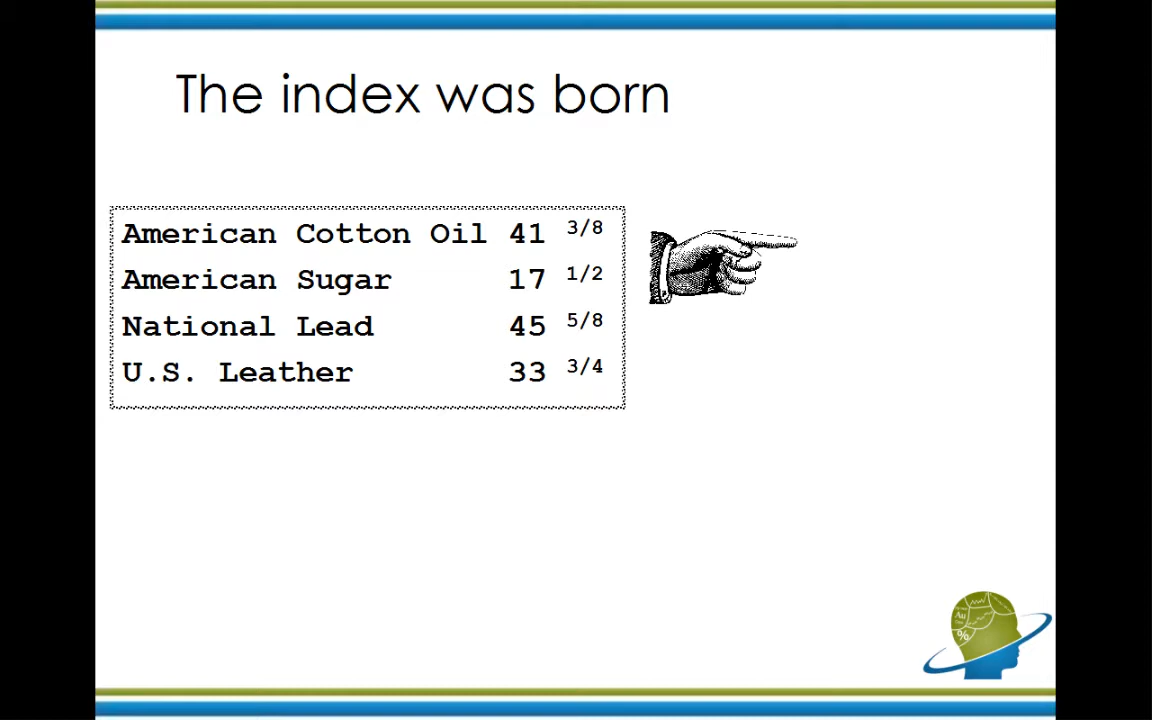 The index was born
American Cotton Oil 41 3/8
American Sugar 17 1/2
National Lead 45 5/8
U.S. Leather 33 3/4
Au
%